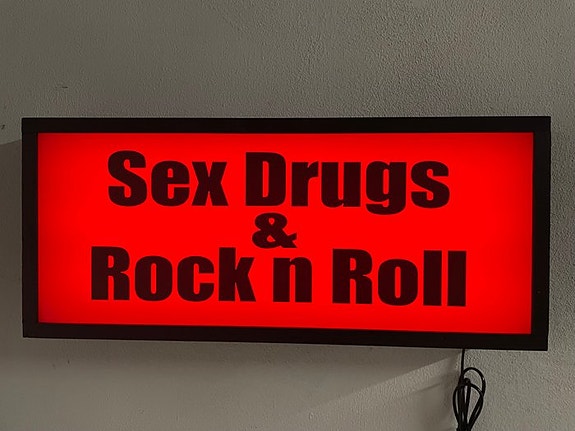 Sex Drugs
&
Rock n Roll